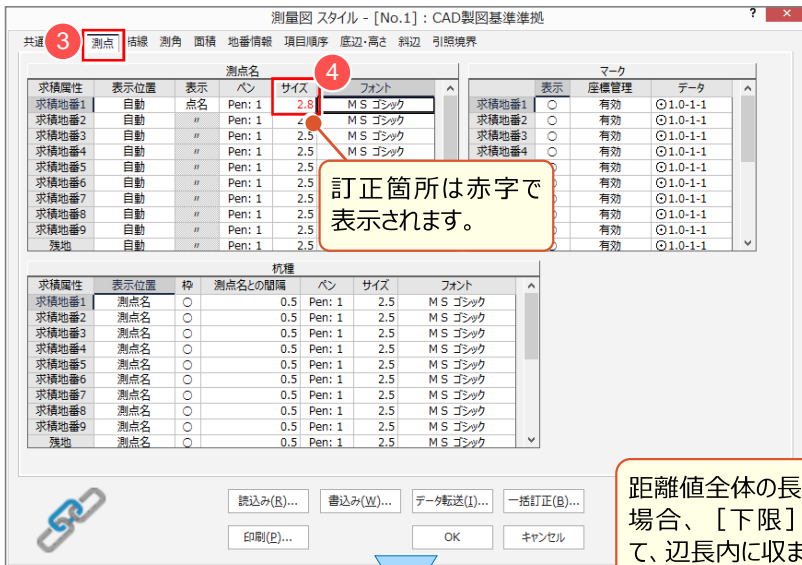 測量図 スタイル - [No.1] : CAD製図基準準拠
? ×
共通 3 測点 結線 測角 面積 地番情報 項目順序 底辺・高さ 斜辺 引照境界
測点名
4
求積属性 表示位置 表示 ペン サイズ フォント
求積地番1 自動 点名 Pen: 1 2.8 ＭＳ ゴシック
求積地番2 自動 〃 Pen: 1 ＭＳ ゴシック
求積地番3 自動 〃 Pen: 1 2.5 ＭＳ ゴシック
求積地番4 自動 〃 Pen: 1 2.5 ＭＳ ゴシック
求積地番5 自動 〃 Pen: 1 2.5
求積地番6 自動 〃 Pen: 1 2.5
求積地番7 自動 〃 Pen: 1 2.5
求積地番8 自動 〃 Pen: 1 2.5
求積地番9 自動 〃 Pen: 1 2.5
残地 自動 〃 Pen: 1 2.5
マーク
表示 座標管理 データ
求積地番1 ○ 有効 ⊙1.0-1-1
求積地番2 ○ 有効 ⊙1.0-1-1
求積地番3 ○ 有効 ⊙1.0-1-1
求積地番4 ○ 有効 ⊙1.0-1-1
有効 ⊙1.0-1-1
有効 ⊙1.0-1-1
有効 ⊙1.0-1-1
有効 ⊙1.0-1-1
有効 ⊙1.0-1-1
有効 ⊙1.0-1-1
訂正箇所は赤字で
表示されます。
杭種
求積属性 表示位置 枠 測点名との間隔 ペン サイズ フォント
求積地番1 測点名 ○ 0.5 Pen: 1 2.5 ＭＳ ゴシック
求積地番2 測点名 ○ 0.5 Pen: 1 2.5 ＭＳ ゴシック
求積地番3 測点名 ○ 0.5 Pen: 1 2.5 ＭＳ ゴシック
求積地番4 測点名 ○ 0.5 Pen: 1 2.5 ＭＳ ゴシック
求積地番5 測点名 ○ 0.5 Pen: 1 2.5 ＭＳ ゴシック
求積地番6 測点名 ○ 0.5 Pen: 1 2.5 ＭＳ ゴシック
求積地番7 測点名 ○ 0.5 Pen: 1 2.5 ＭＳ ゴシック
求積地番8 測点名 ○ 0.5 Pen: 1 2.5 ＭＳ ゴシック
求積地番9 測点名 ○ 0.5 Pen: 1 2.5 ＭＳ ゴシック
残地 測点名 ○ 0.5 Pen: 1 2.5 ＭＳ ゴシック
読込み(R)... 書込み(W)... データ転送(I)... 一括訂正(B)...
印刷(P)... OK キャンセル
距離値全体の長
場合、［下限］
て、辺長内に収ま